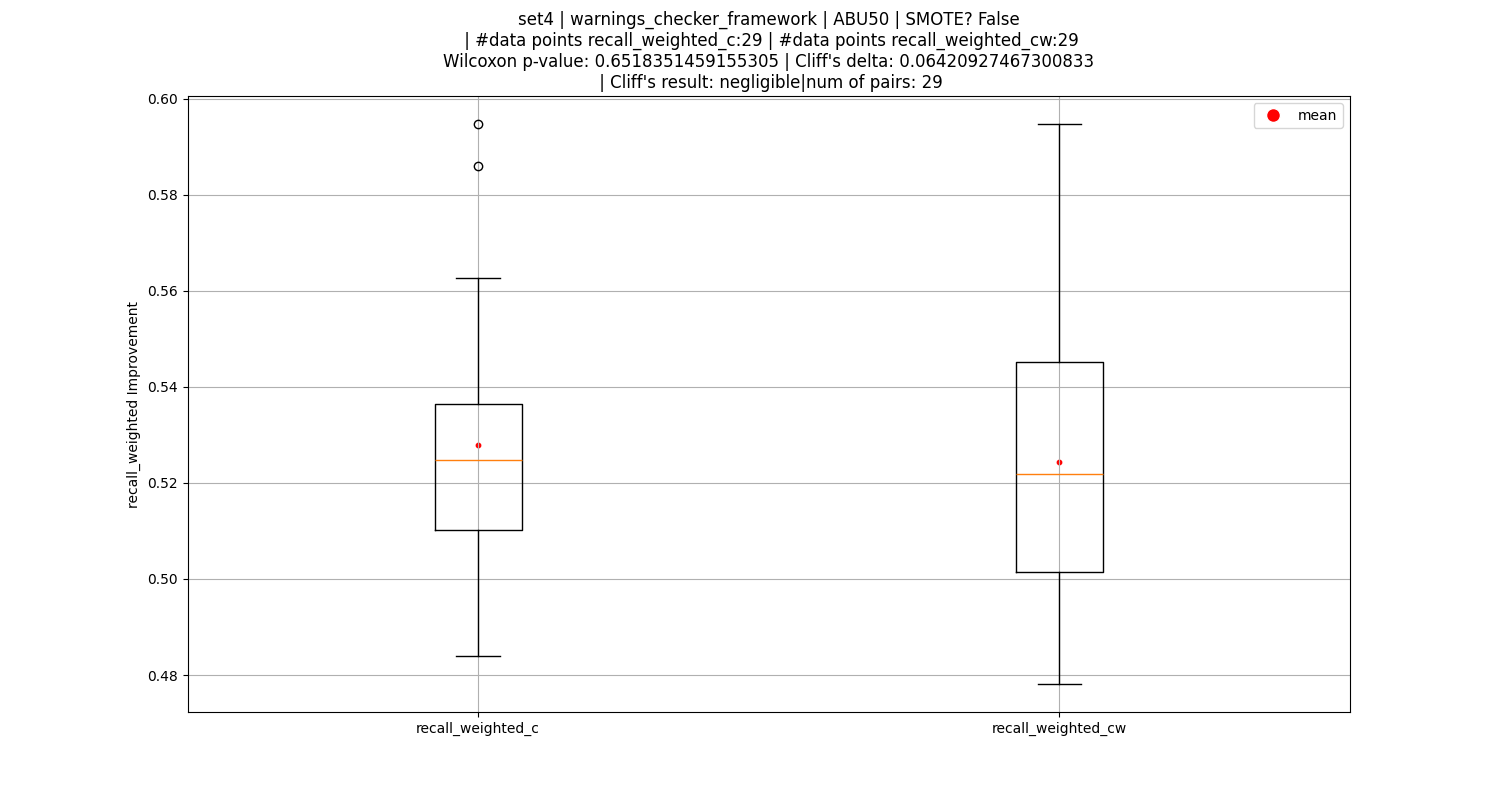 set4 | warnings_checker_framework | ABU50 | SMOTE? False
| #data points recall_weighted_c:29 | #data points recall_weighted_cw:29
Wilcoxon p-value: 0.6518351459155305 | Cliff's delta: 0.06420927467300833
| Cliff's result: negligible|num of pairs: 29
mean
0.60
0.58
0.56
0.54
0.52
0.50
0.48
recall_weighted Improvement
recall_weighted_c
recall_weighted_cw